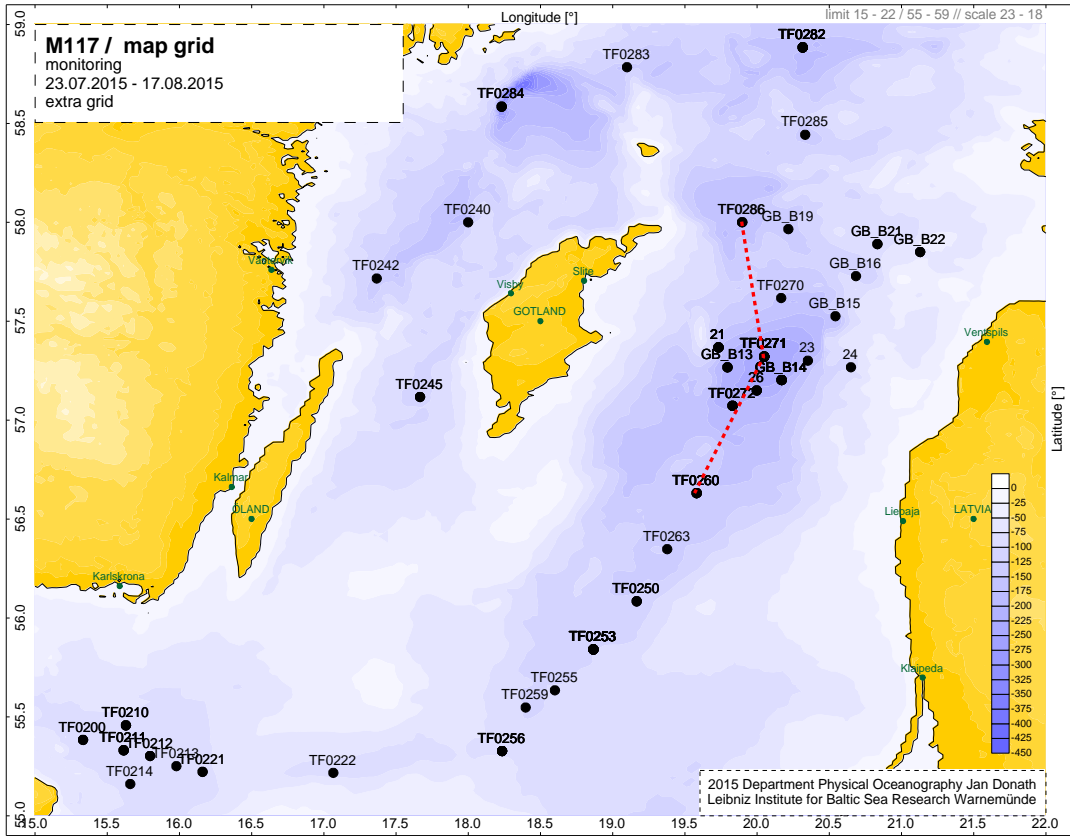 Longitude [°]
limit 15 - 22 / 55 - 59 // scale 23 - 18
M117 / map grid
monitoring
23.07.2015 - 17.08.2015
extra grid
59.0
58.5
58.0
57.5
57.0
56.5
56.0
55.5
55.0
TF0282
TF0283
TF0284
TF0285
TF0240
TF0286
GB_B19
GB_B21
GB_B22
Västervik
TF0242
Slite
GB_B16
Visby
TF0270
GOTLAND
GB_B15
Ventspils
21
TF0271
GB_B13
23
24
GB_B14
26
TF0245
TF0272
Latitude [°]
Kalmar
TF0260
ÖLAND
Liepaja
LATVIA
TF0263
Karlskrona
TF0250
TF0253
Klaipeda
TF0255
TF0259
TF0210
TF0200
TF0211
TF0212
TF0213
TF0221
TF0214
TF0222
TF0256
0
-25
-50
-75
-100
-125
-150
-175
-200
-225
-250
-275
-300
-325
-350
-375
-400
-425
-450
2015 Department Physical Oceanography Jan Donath
Leibniz Institute for Baltic Sea Research Warnemünde
15.0 15.5 16.0 16.5 17.0 17.5 18.0 18.5 19.0 19.5 20.0 20.5 21.0 21.5 22.0